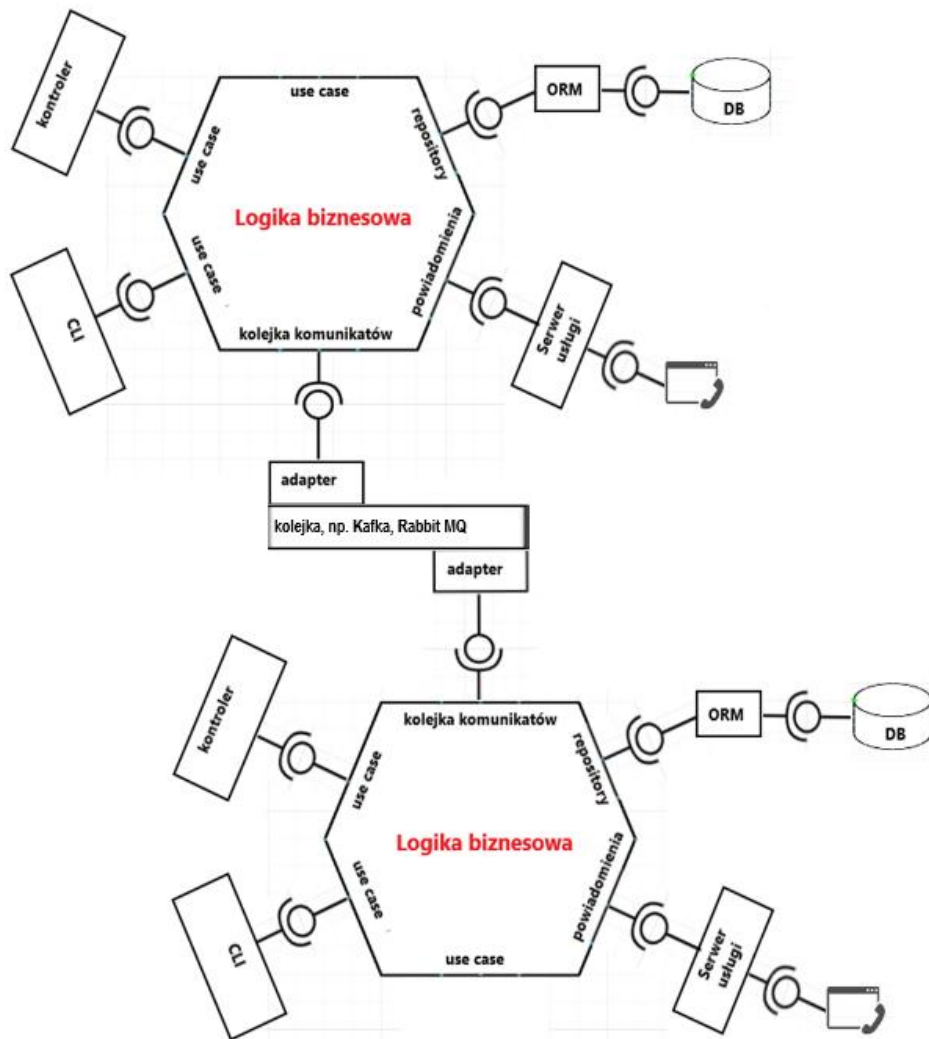 kontroler
use case
use case
repository
ORM
DB
Logika biznesowa
CLI
use case
powiadomienia
kolejka komunikatów
Serwer
usługi
adapter
kolejka, np. Kafka, Rabbit MQ
adapter
kontroler
kolejka komunikatów
use case
repository
ORM
DB
Logika biznesowa
CLI
use case
powiadomienia
use case
Serwer
usługi